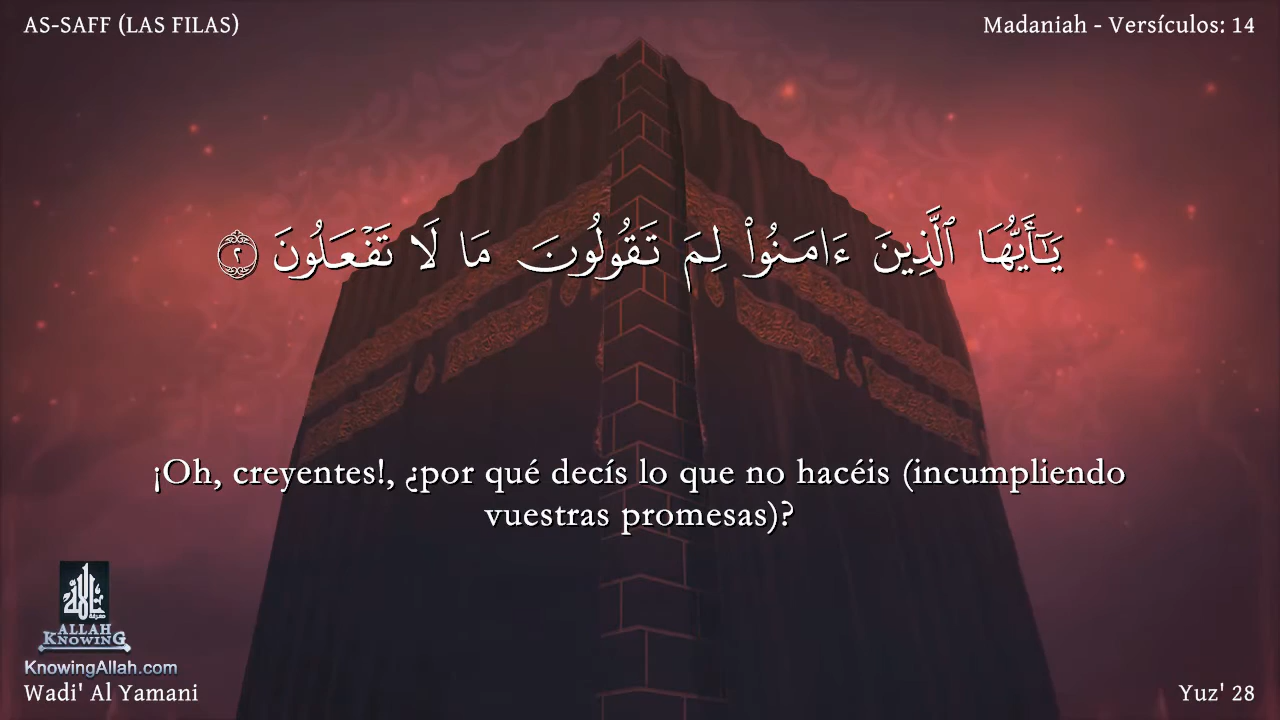 AS-SAFF (LAS FILAS)
Madaniah - Versículos: 14
يَٰٓأَيُّهَا ٱلَّذِينَ ءَامَنُوا۟ لِمَ تَقُولُونَ مَا لَا تَفْعَلُونَ ٢
¡Oh, creyentes!, ¿por qué decís lo que no hacéis (incumpliendo
vuestras promesas)?
ALLAH
KNOWING
KnowingAllah.com
Wadi' Al Yamani
Yuz' 28